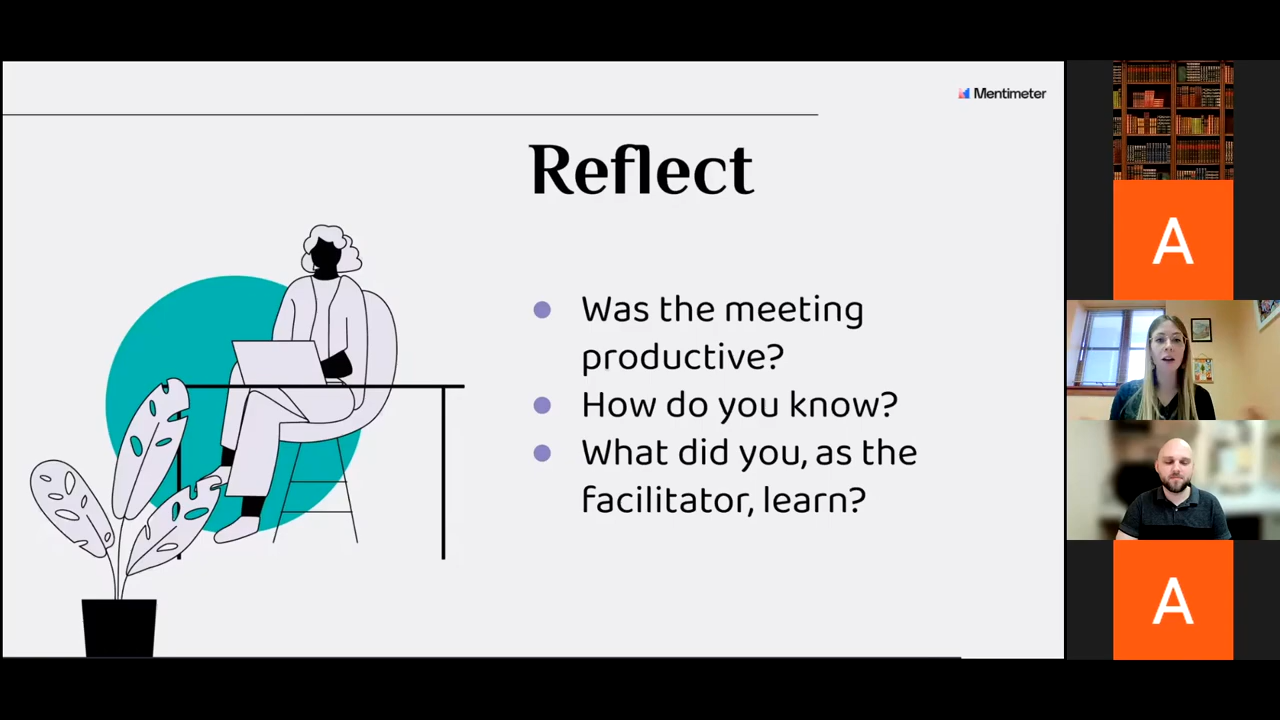 Mentimeter
Reflect
Was the meeting
productive?
How do you know?
What did you, as the
facilitator, learn?
A
A